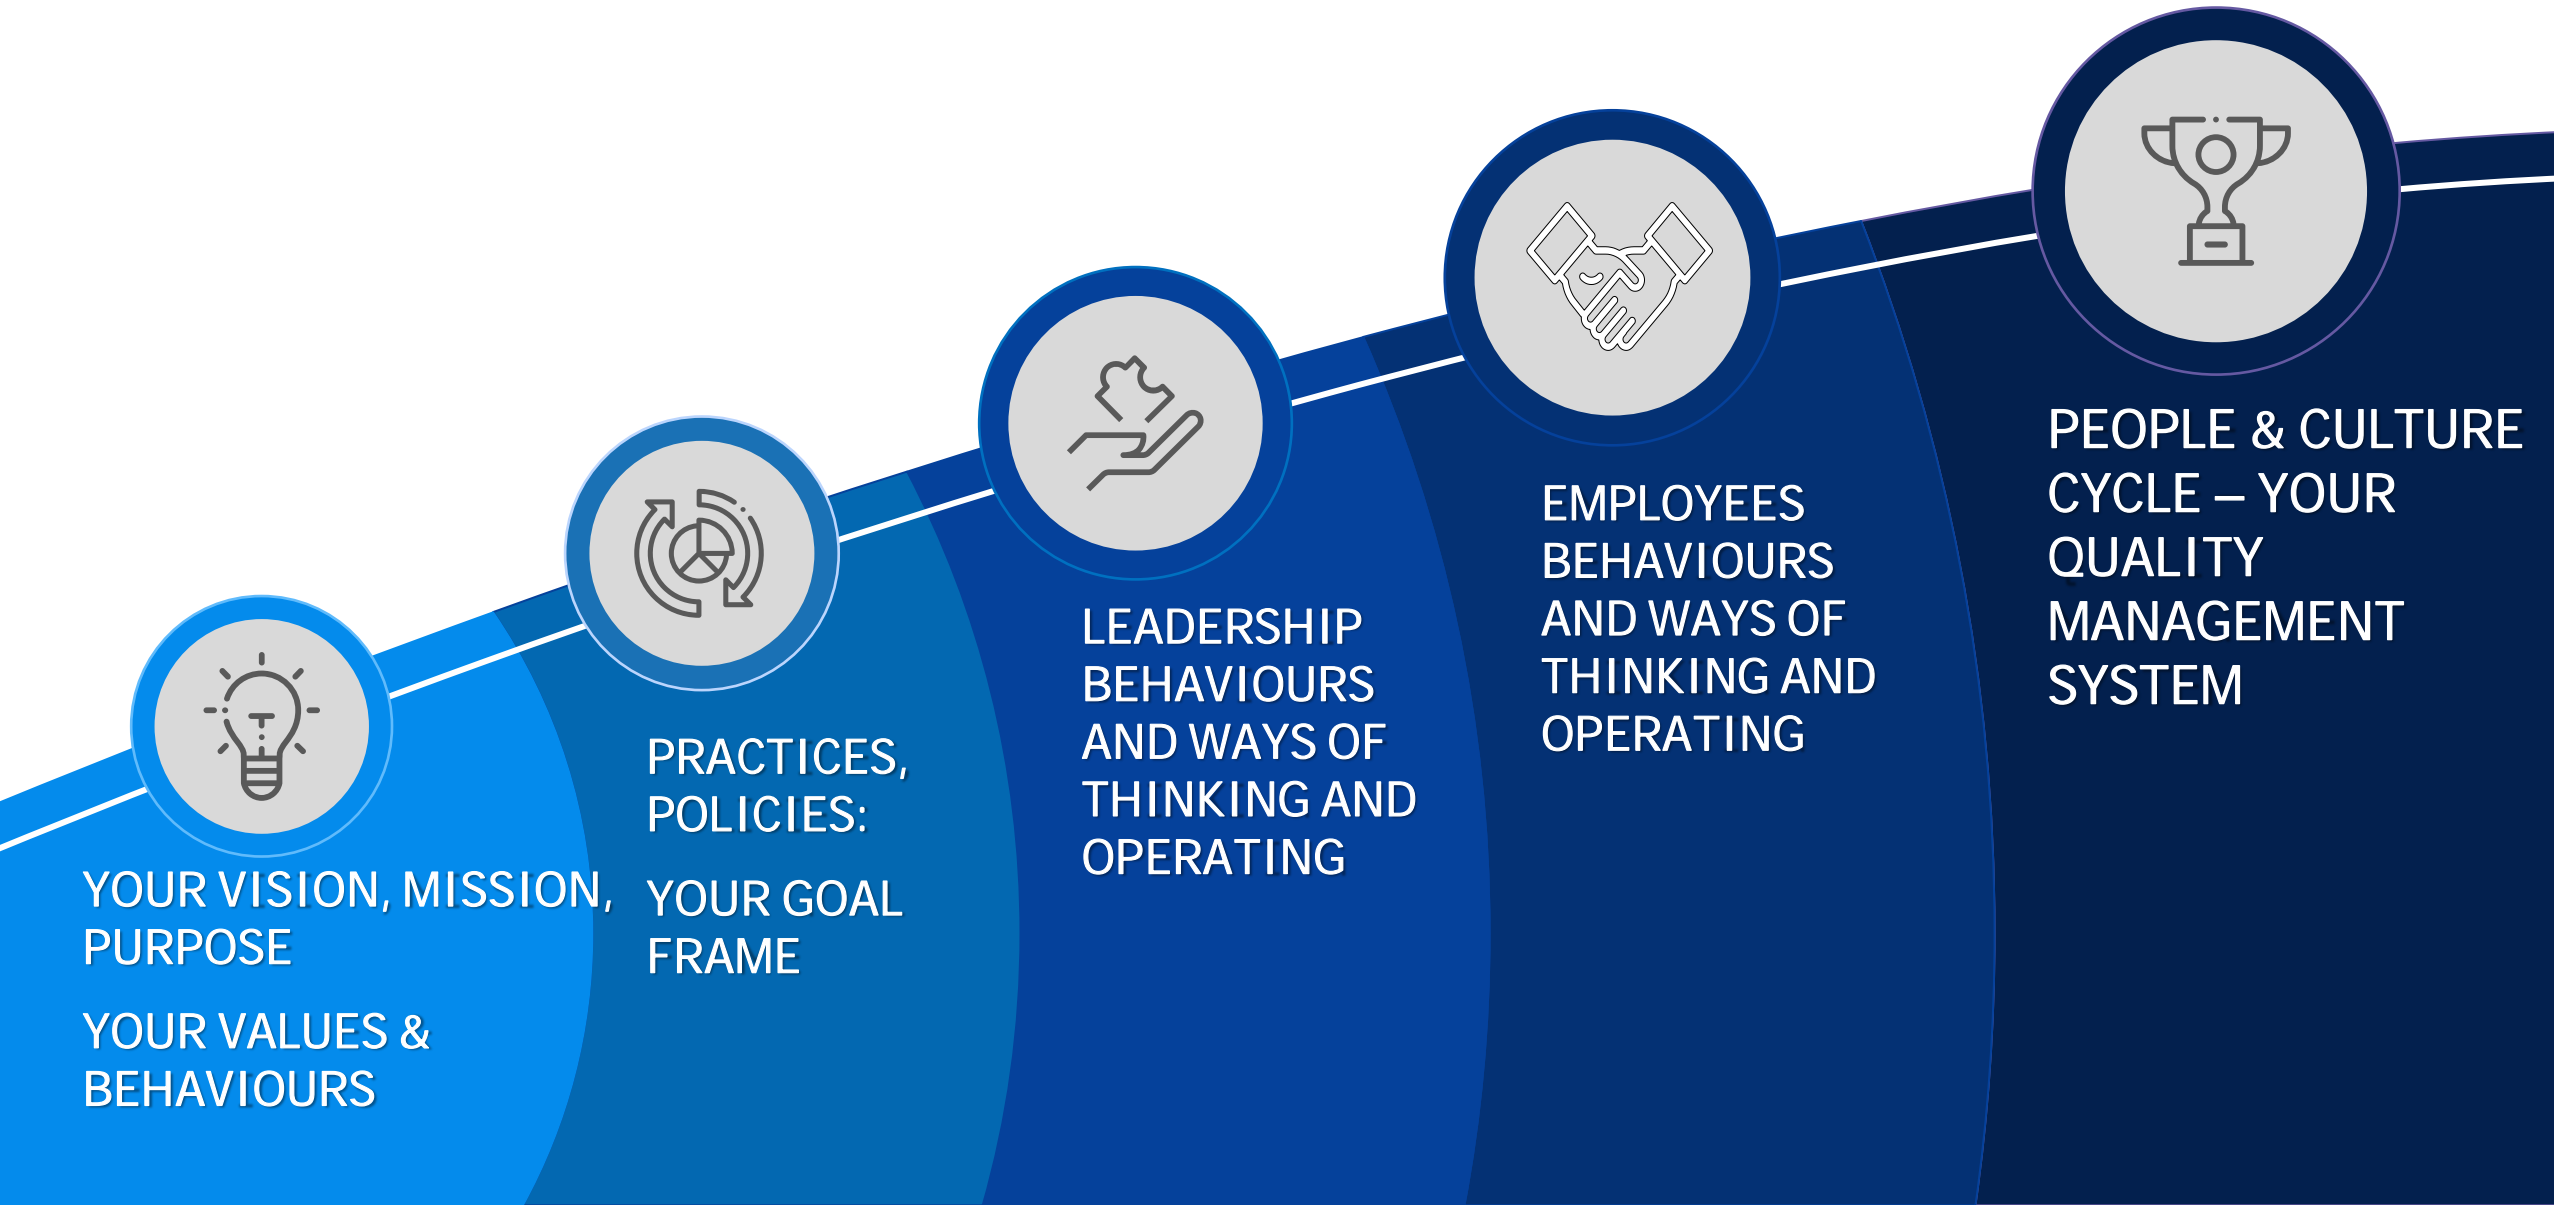 YOUR VISION, MISSION,
PURPOSE
YOUR VALUES &
BEHAVIOURS
PRACTICES,
POLICIES:
YOUR GOAL
FRAME
LEADERSHIP
BEHAVIOURS
AND WAYS OF
THINKING AND
OPERATING
EMPLOYEES
BEHAVIOURS
AND WAYS OF
THINKING AND
OPERATING
PEOPLE & CULTURE
CYCLE – YOUR
QUALITY
MANAGEMENT
SYSTEM